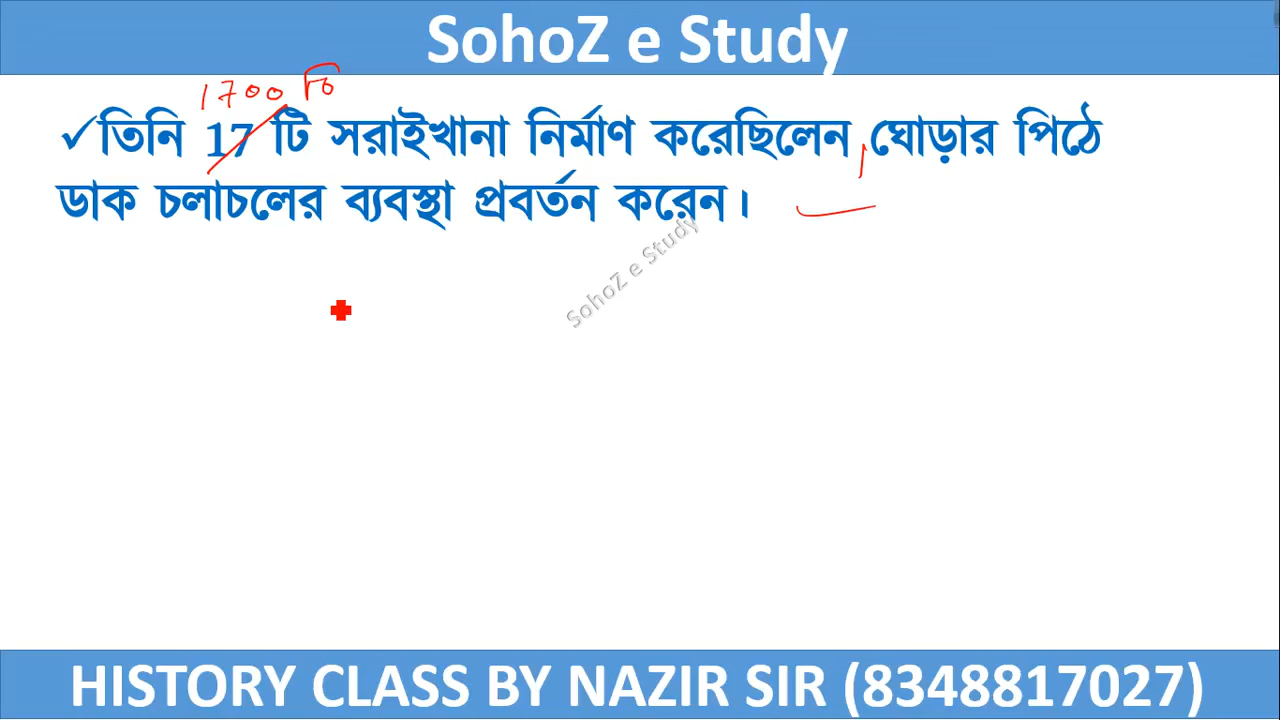 SohoZ e Study
1700 টি
✓তিনি 17 টি সরাইখানা নির্মাণ করেছিলেন ,ঘোড়ার পিঠে
ডাক চলাচলের ব্যবস্থা প্রবর্তন করেন।
SohoZ e Study
HISTORY CLASS BY NAZIR SIR (8348817027)